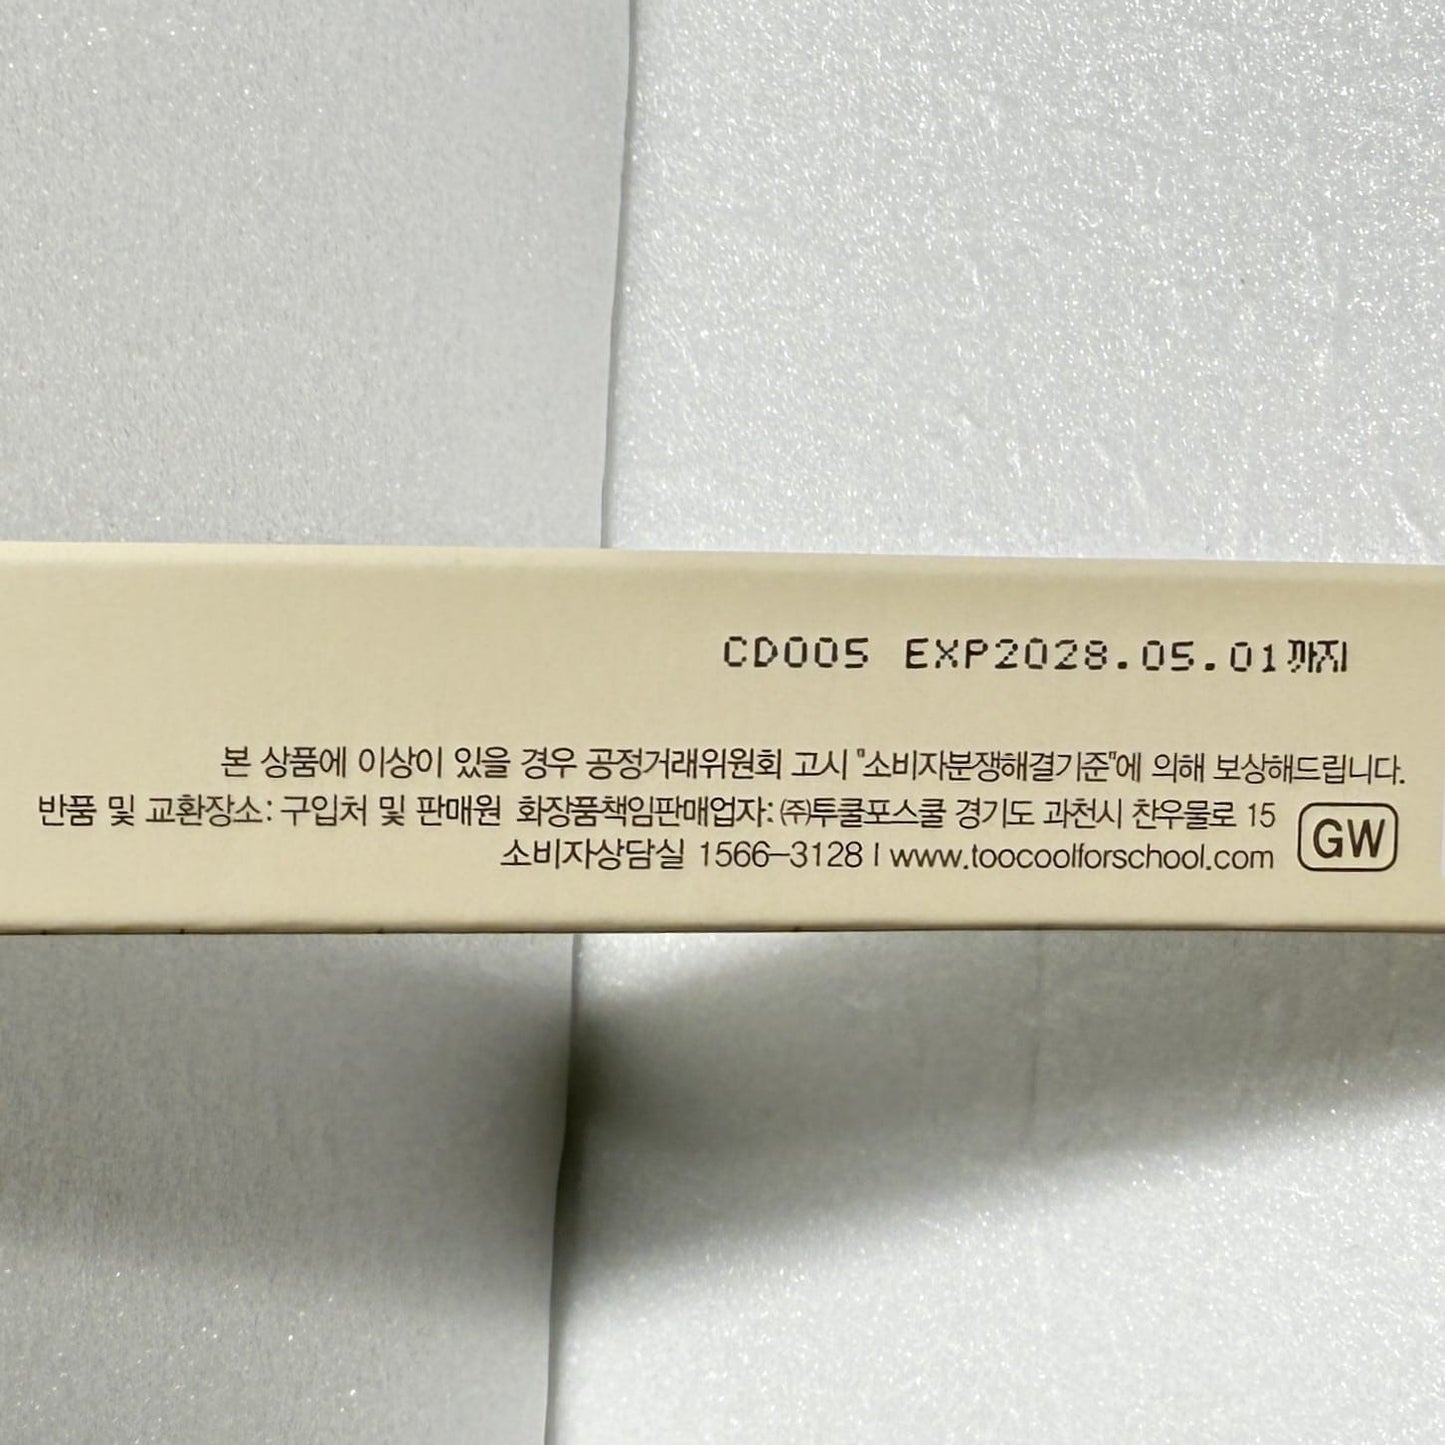 CD005 EXP2028.05.01까지
본 상품에 이상이 있을 경우 공정거래위원회 고시 "소비자분쟁해결기준"에 의해 보상해드립니다.
반품 및 교환장소: 구입처 및 판매원 화장품책임판매업자: ㈜투쿨포스쿨 경기도 과천시 찬우물로 15
소비자상담실 1566-3128 | www.toocoolforschool.com
GW